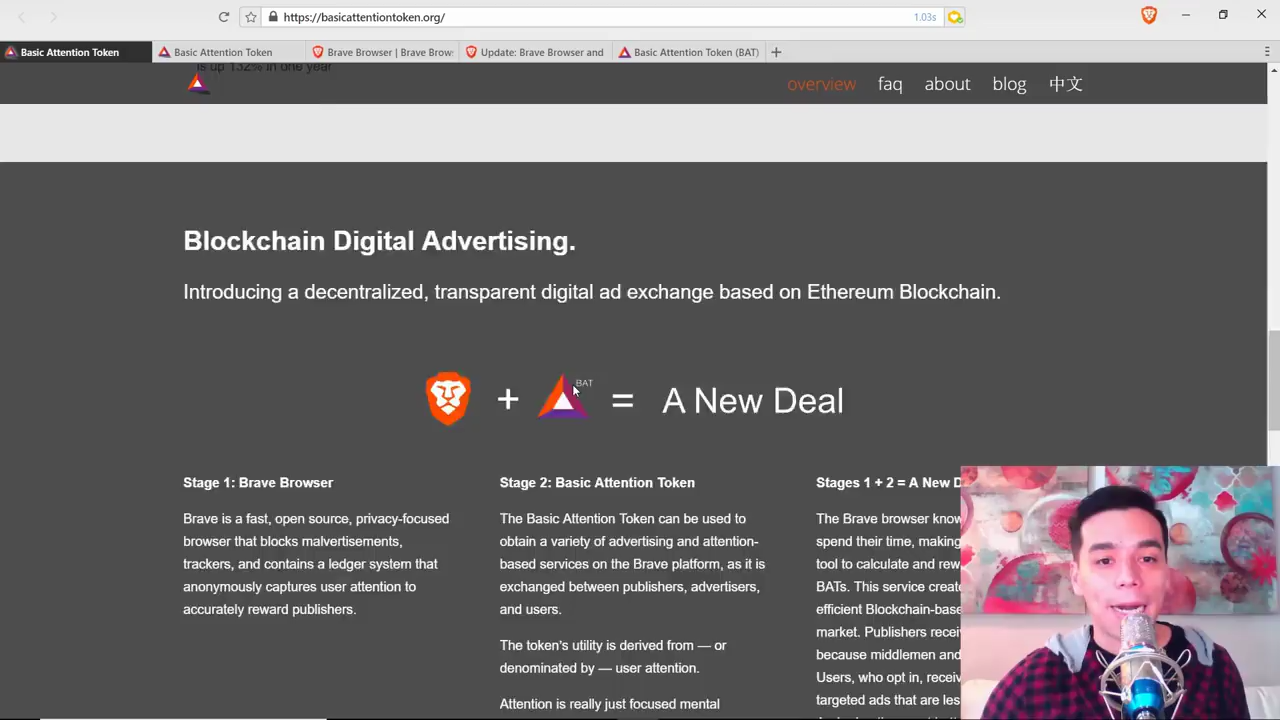 https://basicattentiontoken.org/
1.03s
Basic Attention Token
Basic Attention Token
Brave Browser | Brave Brow
Update: Brave Browser and
Basic Attention Token (BAT)
is up 132% in one year
overview
faq
about
blog
中文
Blockchain Digital Advertising.
Introducing a decentralized, transparent digital ad exchange based on Ethereum Blockchain.
+
BAT
=
A New Deal
Stage 1: Brave Browser
Brave is a fast, open source, privacy-focused
browser that blocks malvertisements,
trackers, and contains a ledger system that
anonymously captures user attention to
accurately reward publishers.
Stage 2: Basic Attention Token
The Basic Attention Token can be used to
obtain a variety of advertising and attention-
based services on the Brave platform, as it is
exchanged between publishers, advertisers,
and users.
The token's utility is derived from — or
denominated by — user attention.
Attention is really just focused mental
Stages 1 + 2 = A New D
The Brave browser know
spend their time, making
tool to calculate and rew
BATs. This service create
efficient Blockchain-base
market. Publishers recei
because middlemen and
Users, who opt in, receiv
targeted ads that are les